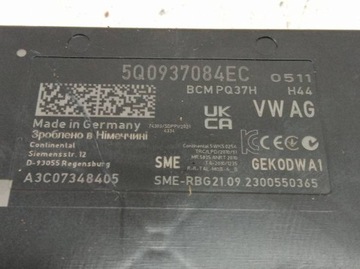 5Q0937084EC 0511
BCM PQ37H H44
UK CA VW AG
Made in Germany
Зроблено в Німеччині
Continental
Siemensstr. 12
D-93055 Regensburg
SME
GEKODWA1
A3C07348405 SME-RBG21.09.2300550365